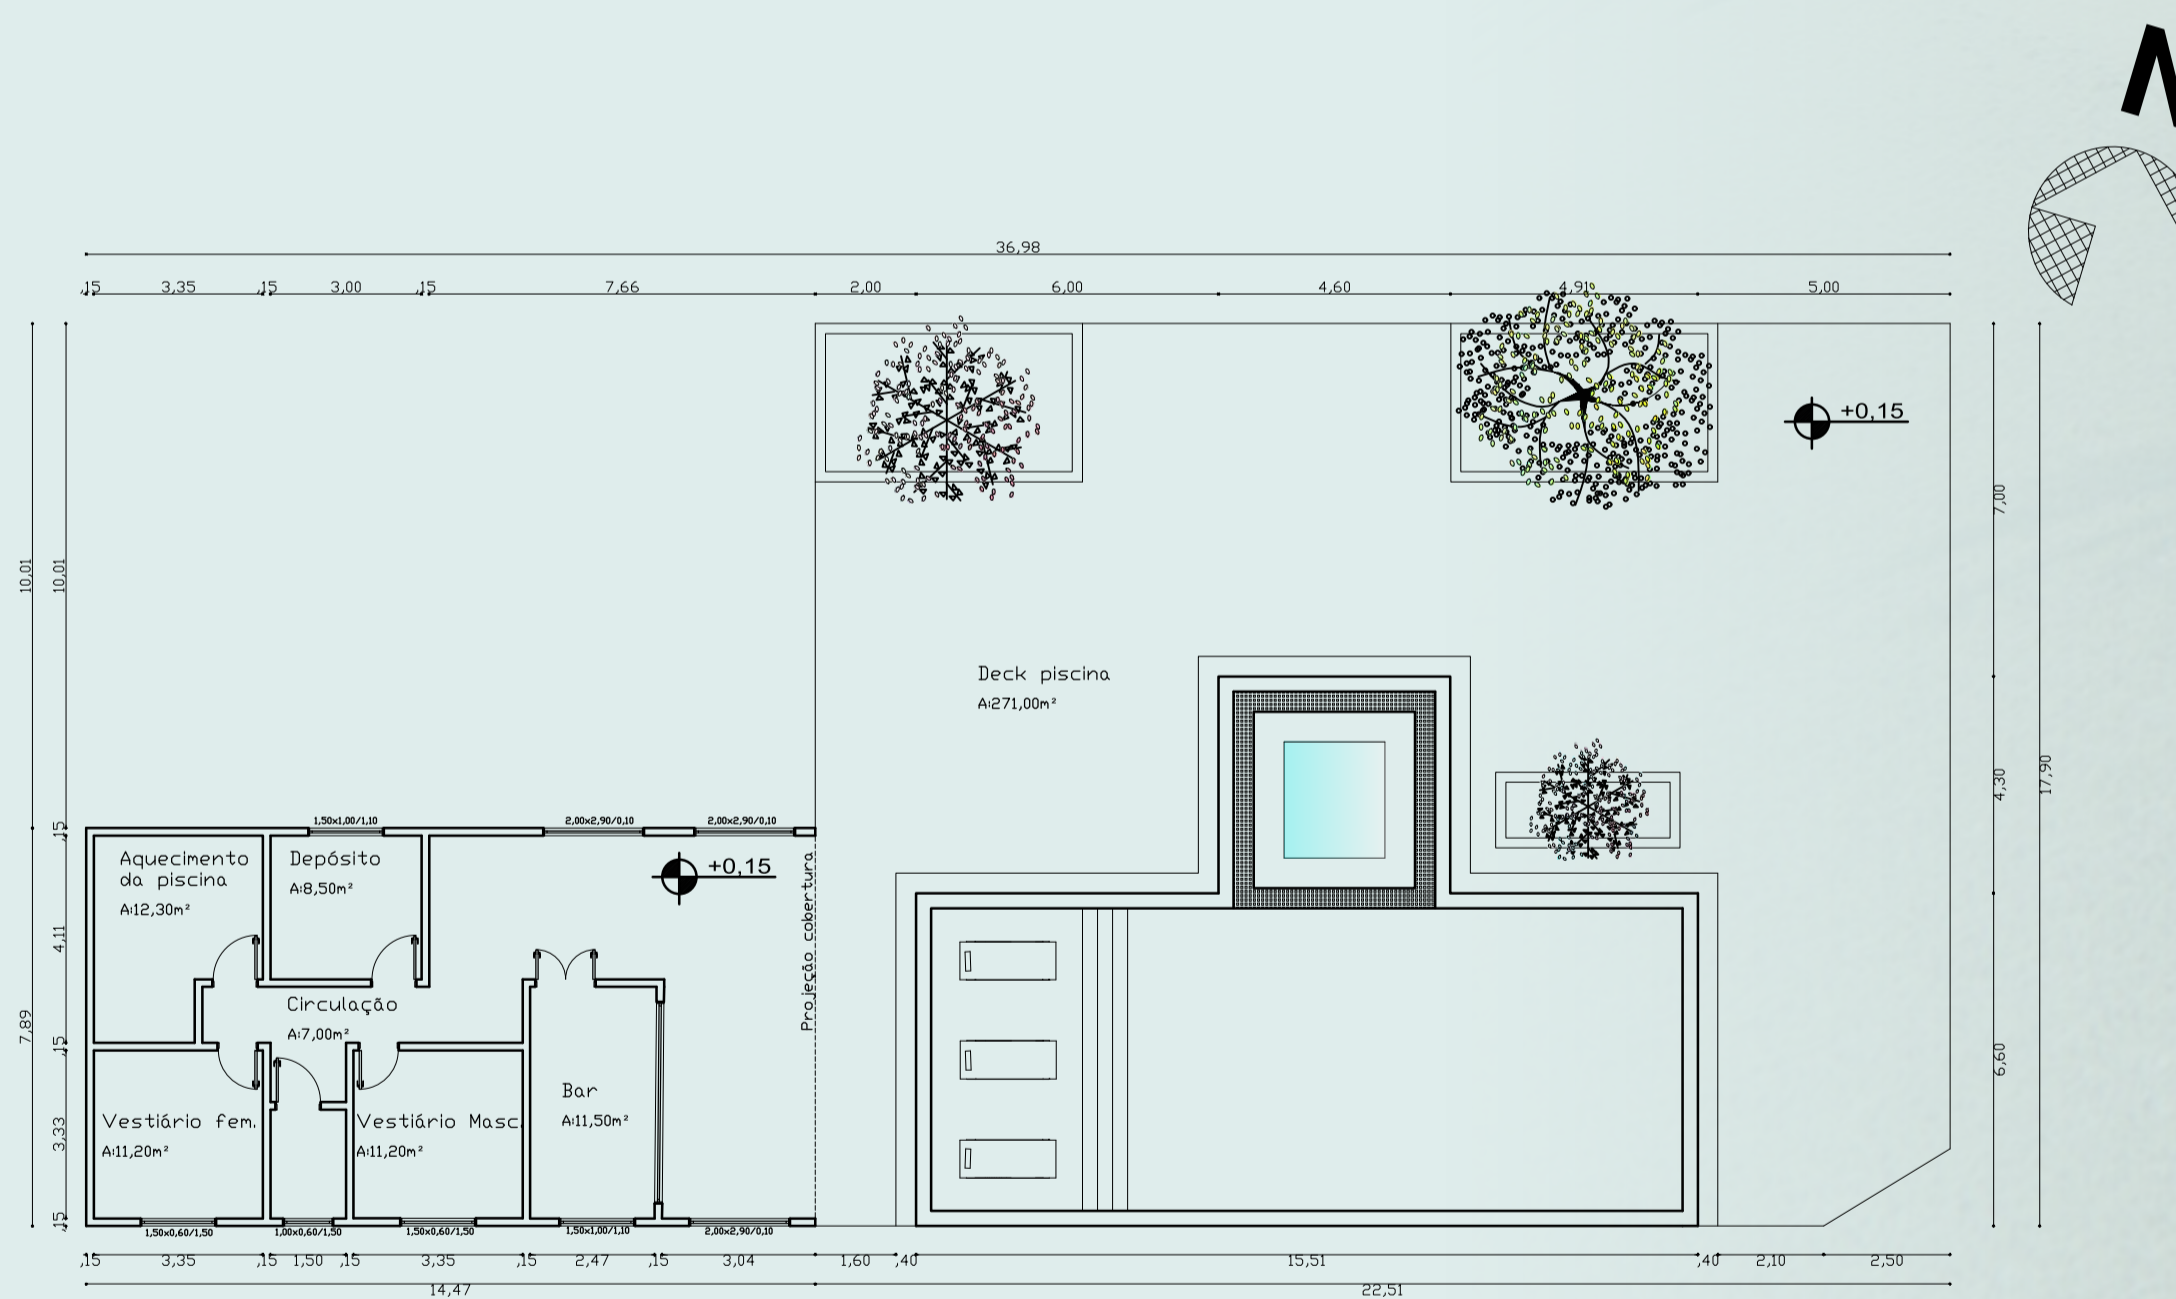 36,98
,15
3,35
,15
3,00
,15
7,66
2,00
6,00
4,60
4,91
5,00
+0,15
7,00
10,01
10,01
Deck piscina
A:271,00m²
4,30
17,90
1,50x1,00/1,10
2,00x2,90/0,10
2,00x2,90/0,10
,15
Aquecimento
da piscina
A:12,30m²
Depósito
A:8,50m²
+0,15
Projeção cobertura
4,11
Circulação
A:7,00m²
7,89
,15
6,60
Vestiário fem.
A:11,20m²
Vestiário Masc.
A:11,20m²
Bar
A:11,50m²
3,33
,15
1,50x0,60/1,50
1,00x0,60/1,50
1,50x0,60/1,50
1,50x1,00/1,10
2,00x2,90/0,10
,15
3,35
,15
1,50
,15
3,35
,15
2,47
,15
3,04
1,60
,40
15,51
,40
2,10
2,50
14,47
22,51